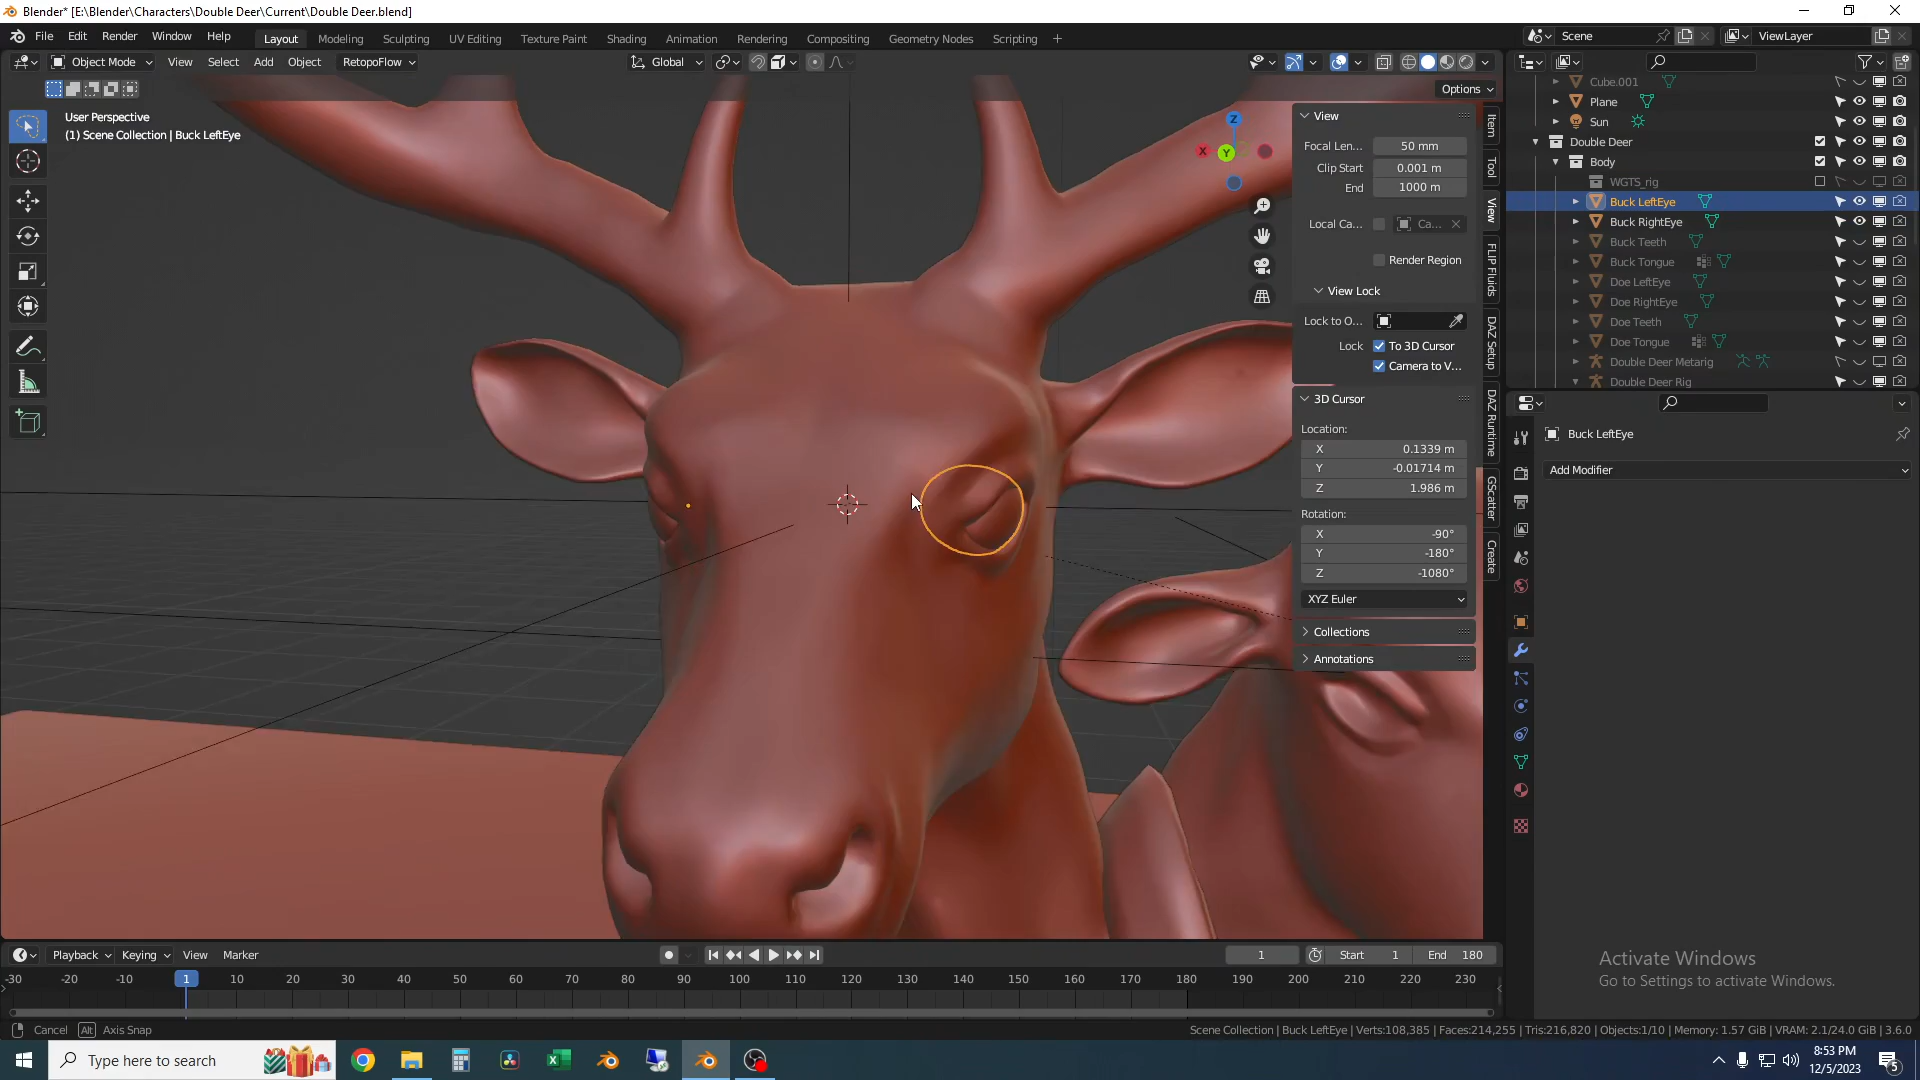 Blender* [E:\Blender\Characters\Double Deer\Current\Double Deer.blend]
File Edit Render Window Help Layout Modeling Sculpting UV Editing Texture Paint Shading Animation Rendering Compositing Geometry Nodes Scripting + Scene ViewLayer
Object Mode View Select Add Object RetopoFlow Global
Options
User Perspective
(1) Scene Collection | Buck LeftEye
Z
X
Y
View
Focal Len... 50 mm
Clip Start 0.001 m
End 1000 m
Local Ca... Ca...
Render Region
View Lock
Lock to O...
Lock To 3D Cursor
Camera to V...
3D Cursor
Location:
X 0.1339 m
Y -0.01714 m
Z 1.986 m
Rotation:
X -90°
Y -180°
Z -1080°
XYZ Euler
Collections
Annotations
Item
Tool
View
FLIP Fluids
DAZ Setup
DAZ Runtime
GScatter
Create
Cube.001
Plane
Sun
Double Deer
Body
WGTS_rig
Buck LeftEye
Buck RightEye
Buck Teeth
Buck Tongue
Doe LeftEye
Doe RightEye
Doe Teeth
Doe Tongue
Double Deer Metarig
Double Deer Rig
Buck LeftEye
Add Modifier
Activate Windows
Go to Settings to activate Windows.
Playback Keying View Marker 1 Start 1 End 180
-30 -20 -10 1 10 20 30 40 50 60 70 80 90 100 110 120 130 140 150 160 170 180 190 200 210 220 230
Cancel Alt Axis Snap
Scene Collection | Buck LeftEye | Verts:108,385 | Faces:214,255 | Tris:216,820 | Objects:1/10 | Memory: 1.57 GiB | VRAM: 2.1/24.0 GiB | 3.6.0
Type here to search
8:53 PM
12/5/2023
5